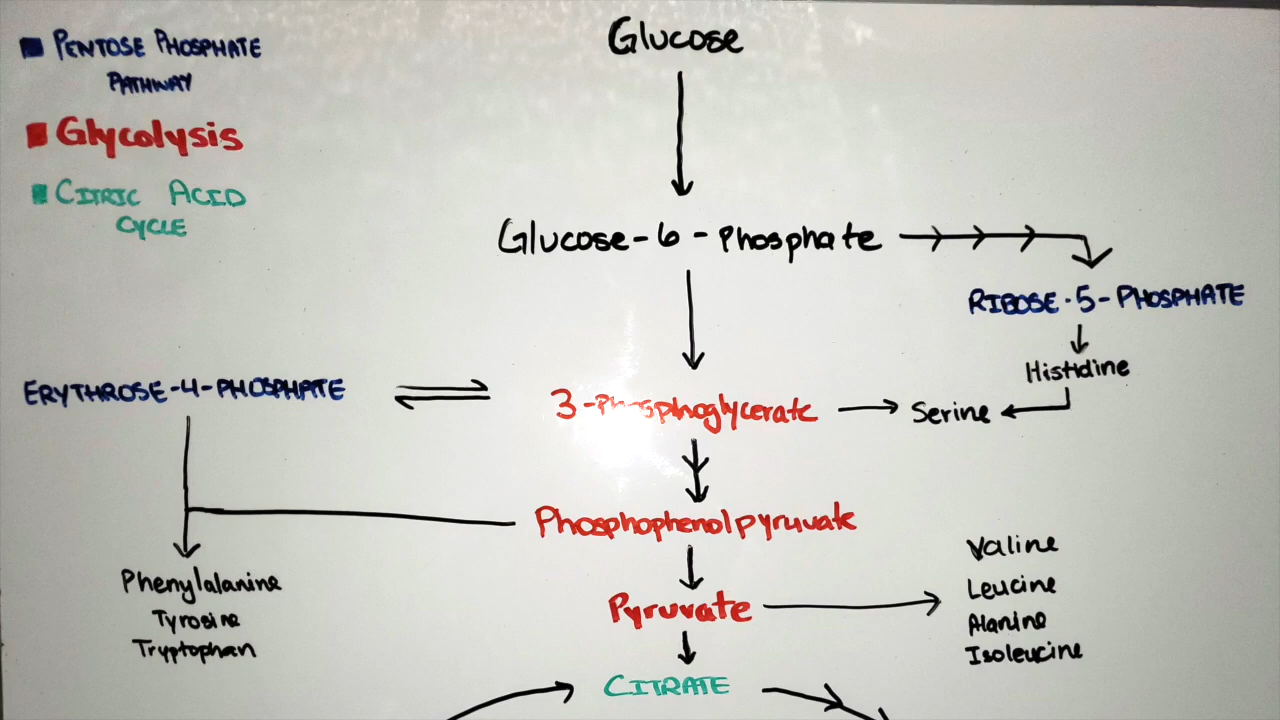 PENTOSE PHOSPHATE
PATHWAY
Glycolysis
CITRIC ACID
CYCLE
Glucose
Glucose-6-Phosphate
RIBOSE-5-PHOSPHATE
Histidine
ERYTHROSE-4-PHOSPHATE
3-Phosphoglycerate
Serine
Phosphophenolpyruvate
Phenylalanine
Tyrosine
Tryptophan
Pyruvate
Valine
Leucine
Alanine
Isoleucine
CITRATE